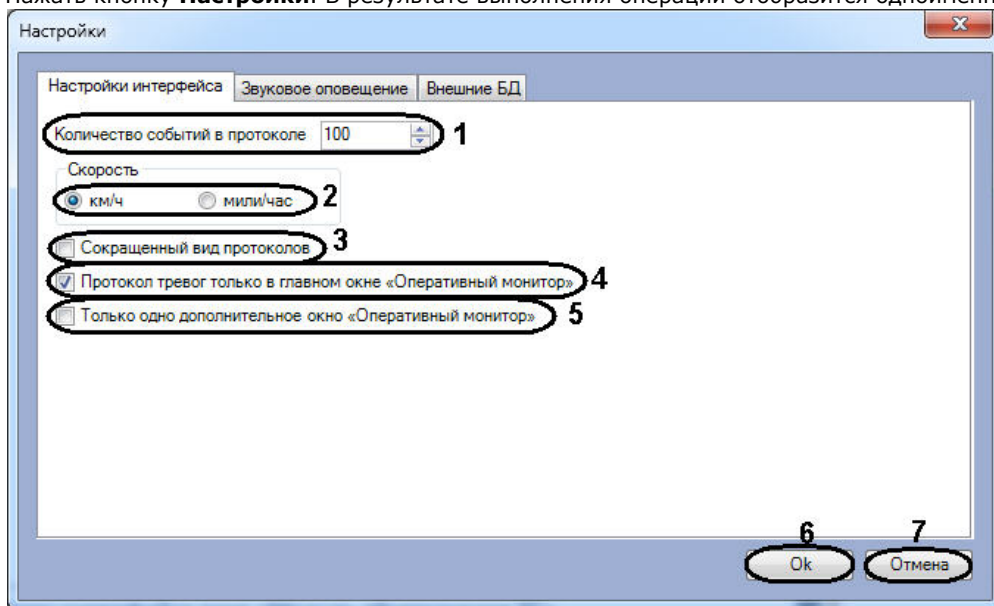 Нажать кнопку Настройки. В результате выполнения операции отобразится одноимен
Настройки
Настройки интерфейса Звуковое оповещение Внешние БД
Количество событий в протоколе 100 1
Скорость
км/ч мили/час 2
Сокращенный вид протоколов 3
Протокол тревог только в главном окне «Оперативный монитор» 4
Только одно дополнительное окно «Оперативный монитор» 5
6 7
Ok Отмена